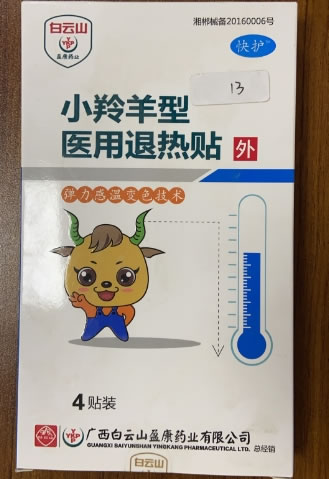 白云山
YKP
盈康药业
湘郴械备20160006号
快护
13
小羚羊型
医用退热贴
外
弹力感温变色技术
4贴装
YKP
广西白云山盈康药业有限公司
GUANGXI BAIYUNSHAN YINGKANG PHARMACEUTICAL LTD.
总经销
白云山